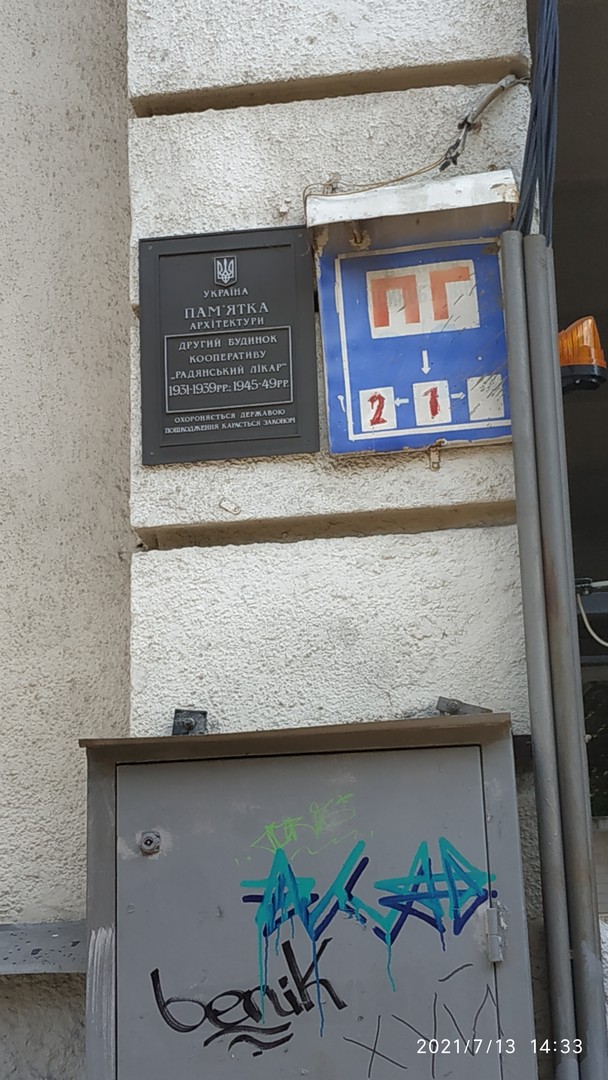 УКРАЇНА
ПАМ'ЯТКА
АРХІТЕКТУРИ
ДРУГИЙ БУДИНОК
КООПЕРАТИВУ
„РАДЯНСЬКИЙ ЛІКАР"
1931-1939РР.; 1945-49РР.
ОХОРОНЯЄТЬСЯ ДЕРЖАВОЮ
ПОШКОДЖЕННЯ КАРАЄТЬСЯ ЗАКОНОМ
ПГ
2 1
benik
2021/7/13 14:33